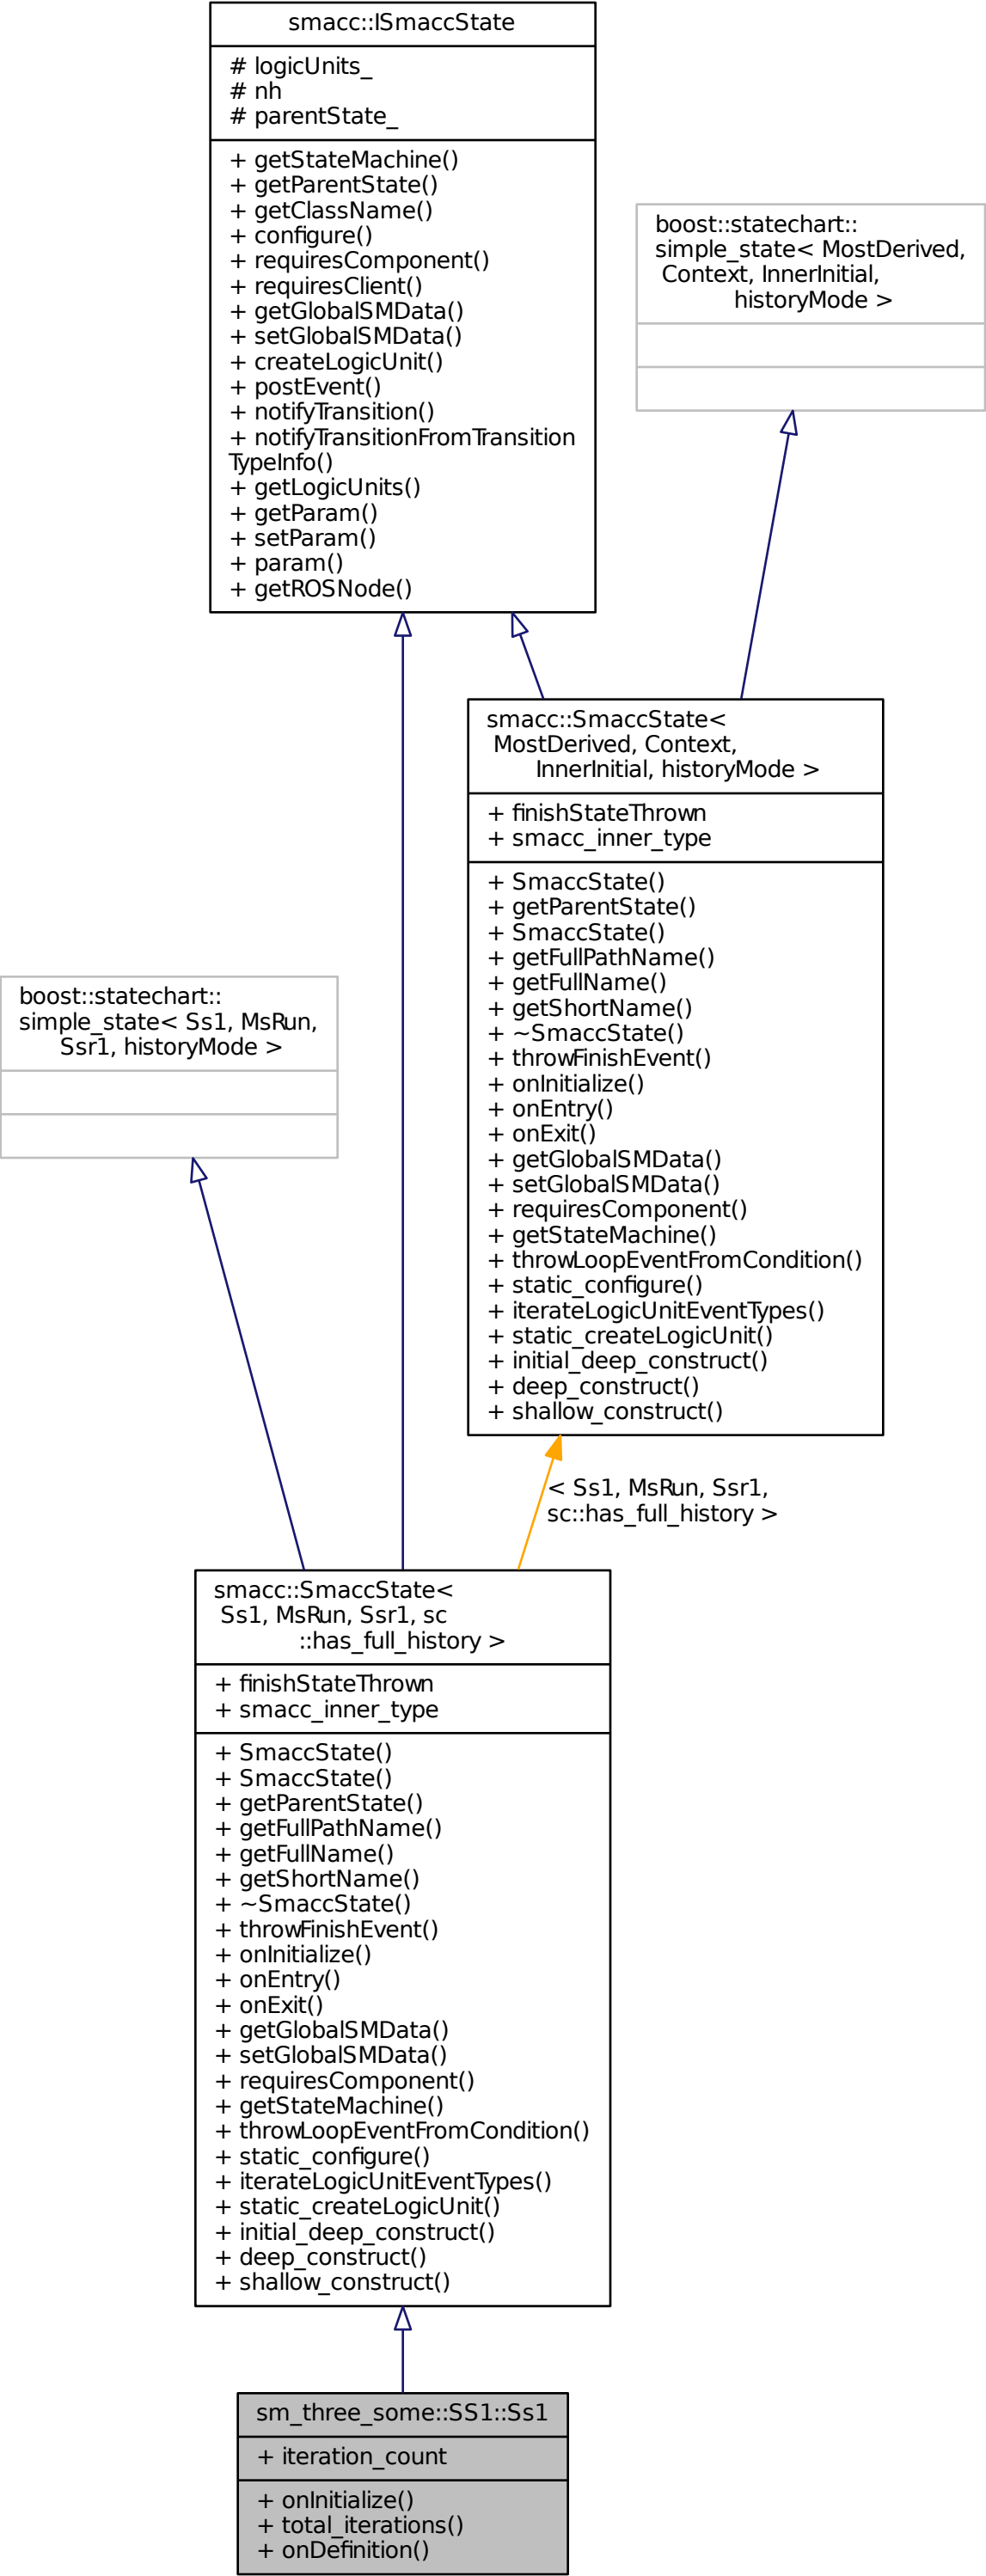 smacc::ISmaccState
# logicUnits_
# nh
# parentState_
+ getStateMachine()
+ getParentState()
+ getClassName()
+ configure()
+ requiresComponent()
+ requiresClient()
+ getGlobalSMData()
+ setGlobalSMData()
+ createLogicUnit()
+ postEvent()
+ notifyTransition()
+ notifyTransitionFromTransition
TypeInfo()
+ getLogicUnits()
+ getParam()
+ setParam()
+ param()
+ getROSNode()
boost::statechart::
simple_state< MostDerived,
Context, InnerInitial,
historyMode >
smacc::SmaccState<
MostDerived, Context,
InnerInitial, historyMode >
+ finishStateThrown
+ smacc_inner_type
+ SmaccState()
+ getParentState()
+ SmaccState()
+ getFullPathName()
+ getFullName()
+ getShortName()
+ ~SmaccState()
+ throwFinishEvent()
+ onInitialize()
+ onEntry()
+ onExit()
+ getGlobalSMData()
+ setGlobalSMData()
+ requiresComponent()
+ getStateMachine()
+ throwLoopEventFromCondition()
+ static_configure()
+ iterateLogicUnitEventTypes()
+ static_createLogicUnit()
+ initial_deep_construct()
+ deep_construct()
+ shallow_construct()
boost::statechart::
simple_state< Ss1, MsRun,
Ssr1, historyMode >
< Ss1, MsRun, Ssr1,
sc::has_full_history >
smacc::SmaccState<
Ss1, MsRun, Ssr1, sc
::has_full_history >
+ finishStateThrown
+ smacc_inner_type
+ SmaccState()
+ SmaccState()
+ getParentState()
+ getFullPathName()
+ getFullName()
+ getShortName()
+ ~SmaccState()
+ throwFinishEvent()
+ onInitialize()
+ onEntry()
+ onExit()
+ getGlobalSMData()
+ setGlobalSMData()
+ requiresComponent()
+ getStateMachine()
+ throwLoopEventFromCondition()
+ static_configure()
+ iterateLogicUnitEventTypes()
+ static_createLogicUnit()
+ initial_deep_construct()
+ deep_construct()
+ shallow_construct()
sm_three_some::SS1::Ss1
+ iteration_count
+ onInitialize()
+ total_iterations()
+ onDefinition()